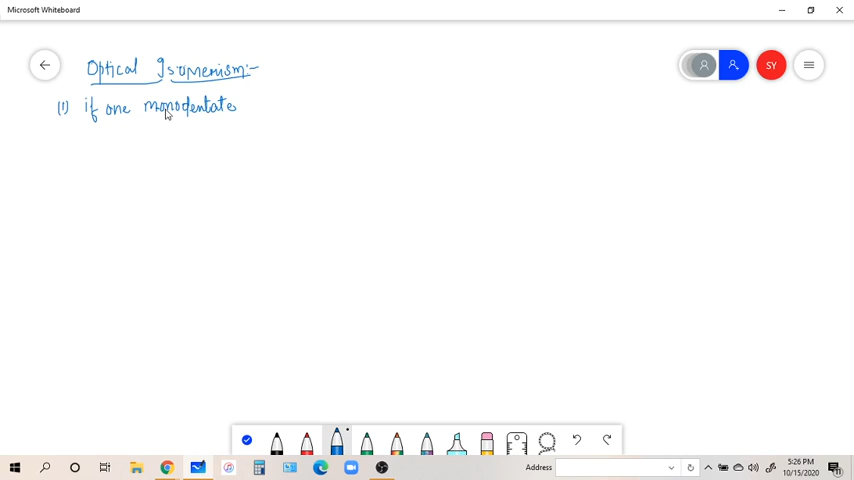 Microsoft Whiteboard
Optical Isomerism:-
SY
(1) if one monodentate
Address
5:26 PM
10/15/2020